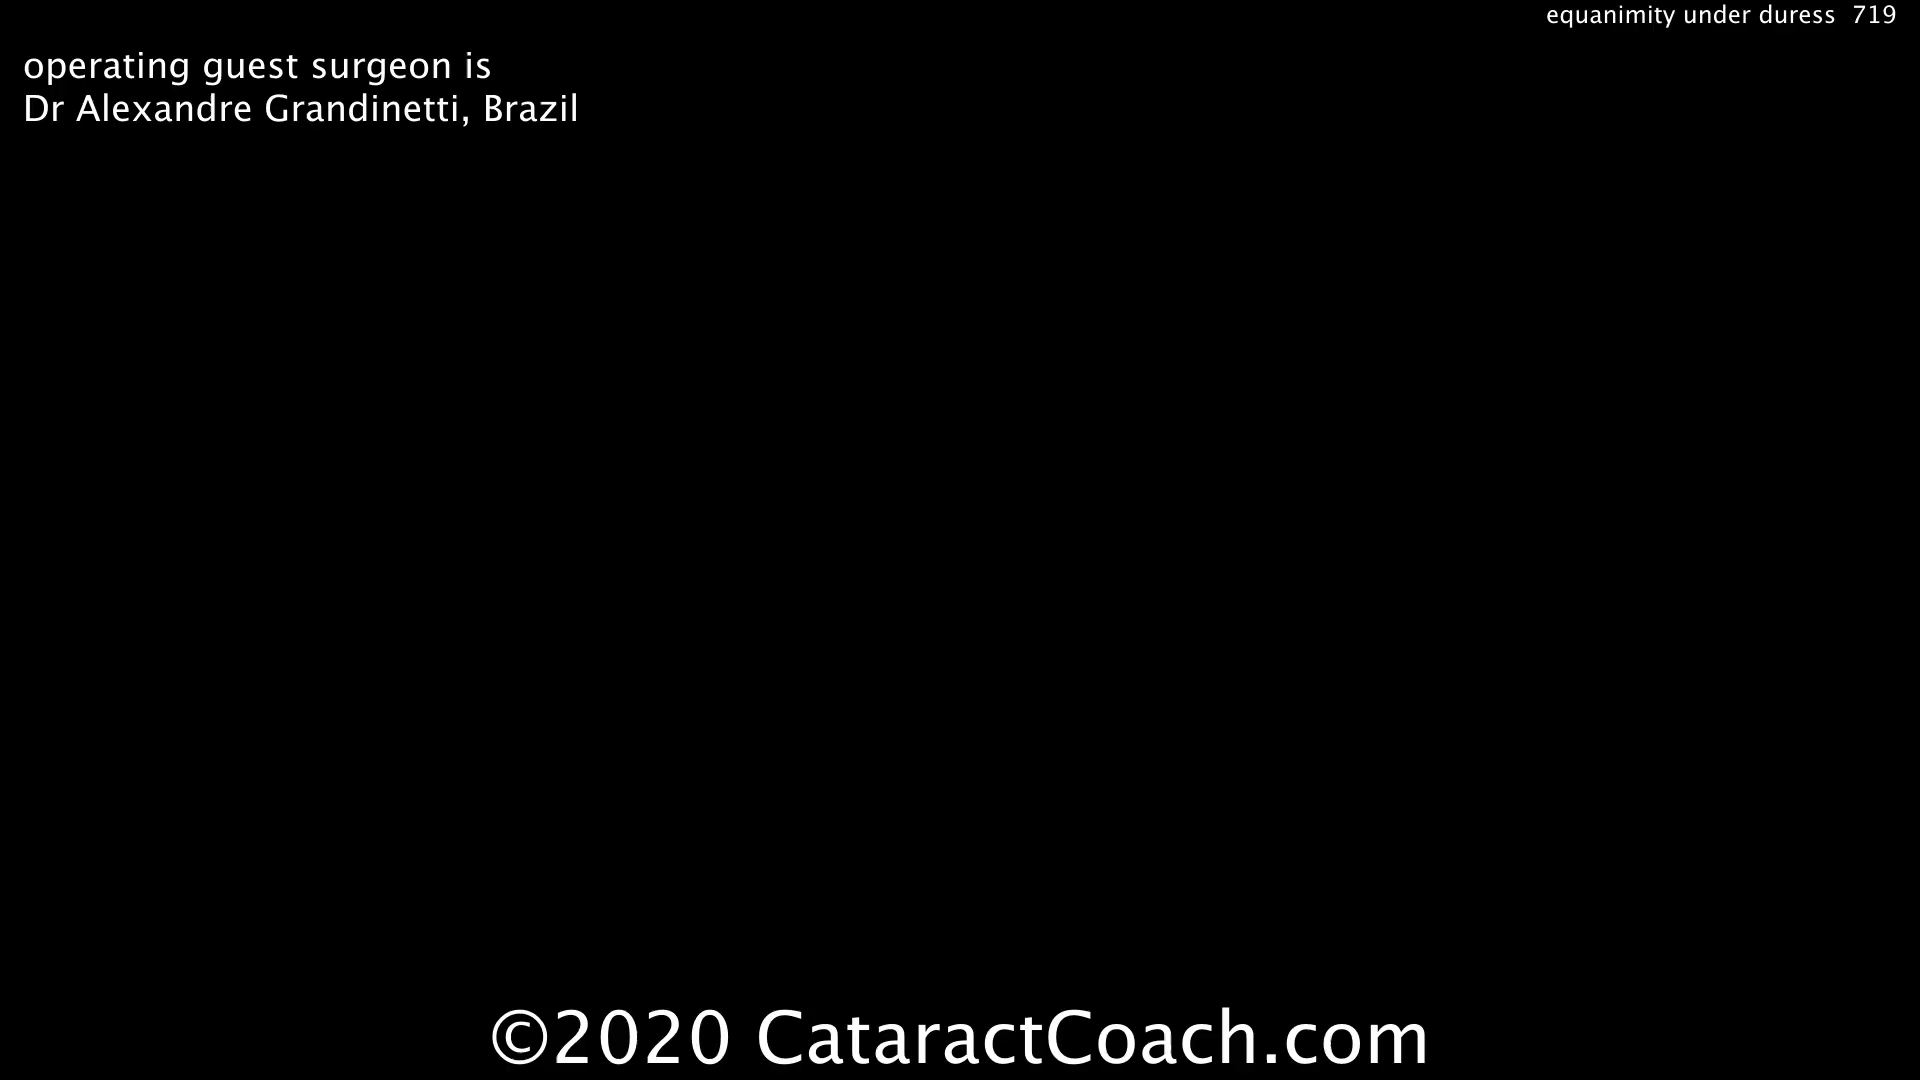 equanimity under duress 719
operating guest surgeon is
Dr Alexandre Grandinetti, Brazil
©2020 CataractCoach.com